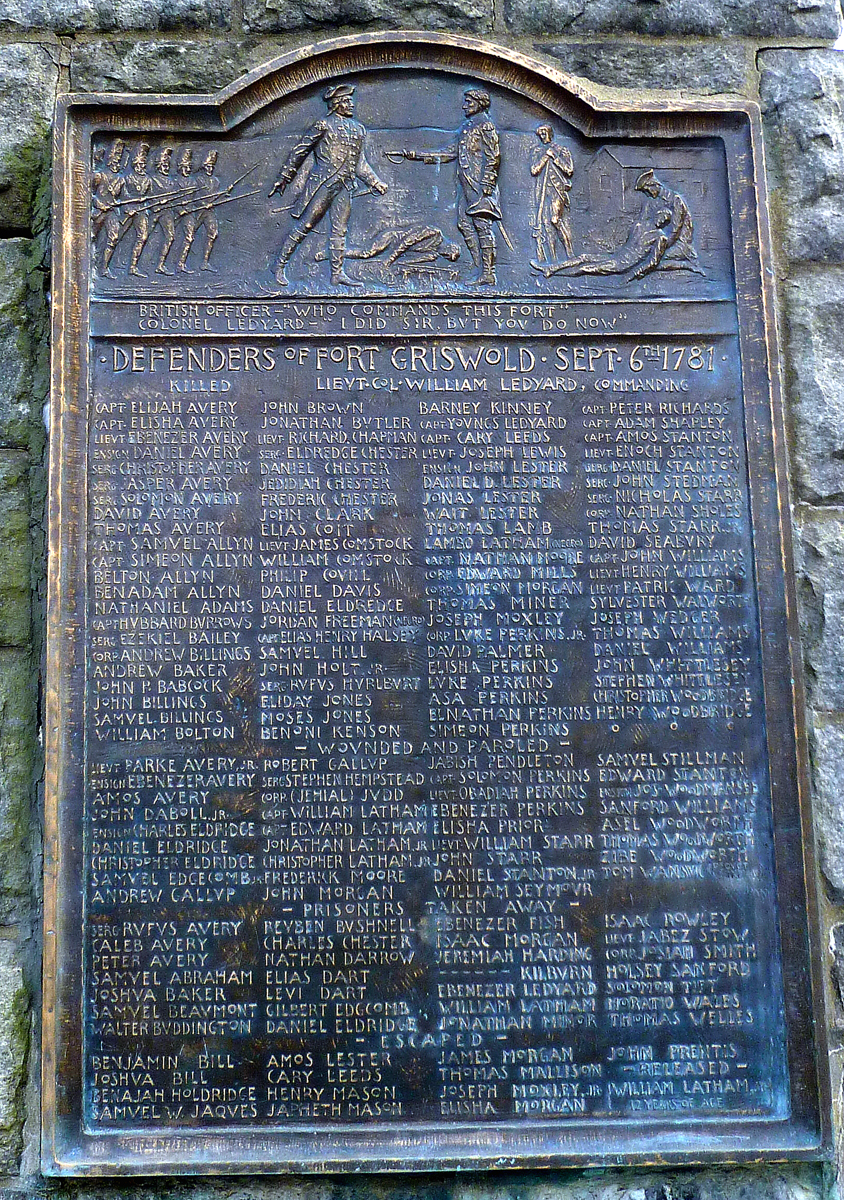 BRITISH OFFICER–"WHO COMMANDS THIS FORT"
COLONEL LEDYARD–"I DID SIR, BVT YOV DO NOW"
·DEFENDERS OF FORT GRISWOLD·SEPT·6TH·1781·
KILLED LIEVT·COL·WILLIAM LEDYARD, COMMANDING
CAPT ELIJAH AVERY JOHN BROWN BARNEY KINNEY CAPT PETER RICHARDS
CAPT ELISHA AVERY JONATHAN BVTLER CAPT YOVNGS LEDYARD CAPT ADAM SHAPLEY
LIEVT EBENEZER AVERY LIEVT RICHARD CHAPMAN CAPT CARY LEEDS CAPT AMOS STANTON
ENSIGN DANIEL AVERY SERG ELDREDGE CHESTER LIEVT JOSEPH LEWIS LIEVT ENOCH STANTON
SERG CHRISTOPHER AVERY DANIEL CHESTER ENSIGN JOHN LESTER SERG DANIEL STANTON
SERG JASPER AVERY JEDIDIAH CHESTER DANIEL D. LESTER SERG JOHN STEDMAN
SERG SOLOMON AVERY FREDERIC CHESTER JONAS LESTER SERG NICHOLAS STARR
DAVID AVERY JOHN CLARK WAIT LESTER CORP NATHAN SHOLES
THOMAS AVERY ELIAS COIT THOMAS LAMB THOMAS STARR JR
CAPT SAMVEL ALLYN LIEVT JAMES COMSTOCK LAMBO LATHAM (NEGRO) DAVID SEABVRY
CAPT SIMEON ALLYN WILLIAM COMSTOCK CAPT NATHAN MOORE CAPT JOHN WILLIAMS
BELTON ALLYN PHILIP COVILL CORP EDWARD MILLS LIEVT HENRY WILLIAMS
BENADAM ALLYN DANIEL DAVIS CORP SIMEON MORGAN LIEVT PATRIC WARD
NATHANIEL ADAMS DANIEL ELDREDGE THOMAS MINER SYLVESTER WALWORTH
CAPT HVBBARD BVRROWS JORDAN FREEMAN (NEGRO) JOSEPH MOXLEY JOSEPH WEDGER
SERG EZEKIEL BAILEY CAPT ELIAS HENRY HALSEY CORP LVKE PERKINS, JR THOMAS WILLIAMS
CORP ANDREW BILLINGS SAMVEL HILL DAVID PALMER DANIEL WILLIAMS
ANDREW BAKER JOHN HOLT, JR ELISHA PERKINS JOHN WHITTLESEY
JOHN P. BABCOCK SERG RVFVS HVRLBVRT LVKE PERKINS STEPHEN WHITTLESEY
JOHN BILLINGS ELIDAY JONES ASA PERKINS CHRISTOPHER WOODBRIDGE
SAMVEL BILLINGS MOSES JONES ELNATHAN PERKINS HENRY WOODBRIDGE
WILLIAM BOLTON BENONI KENSON SIMEON PERKINS
– WOVNDED AND PAROLED –
LIEVT PARKE AVERY, JR. ROBERT GALLVP JABISH PENDLETON SAMVEL STILLMAN
ENSIGN EBENEZER AVERY SERG STEPHEN HEMPSTEAD CAPT SOLOMON PERKINS EDWARD STANTON
AMOS AVERY CORP (JEHIAL) JVDD LIEVT OBADIAH PERKINS ENSIGN JOS WOODMANSEE
JOHN DABOLL, JR CAPT WILLIAM LATHAM EBENEZER PERKINS SANFORD WILLIAMS
ENSIGN CHARLES ELDRIDGE CAPT EDWARD LATHAM ELISHA PRIOR ASEL WOODWORTH
DANIEL ELDRIDGE JONATHAN LATHAM, JR LIEVT WILLIAM STARR THOMAS WOODWORTH
CHRISTOPHER ELDRIDGE CHRISTOPHER LATHAM, JR JOHN STARR ZIBE WOODWORTH
SAMVEL EDGECOMB, JR FREDERICK MOORE DANIEL STANTON, JR TOM
ANDREW GALLVP JOHN MORGAN WILLIAM SEYMOVR
– PRISONERS TAKEN AWAY –
SERG RVFVS AVERY REVBEN BVSHNELL EBENEZER FISH ISAAC ROWLEY
CALEB AVERY CHARLES CHESTER ISAAC MORGAN LIEVT JABEZ STOW
PETER AVERY NATHAN DARROW JEREMIAH HARDING CORP JOSIAH SMITH
SAMVEL ABRAHAM ELIAS DART ------ KILBVRN HOLSEY SANFORD
JOSHVA BAKER LEVI DART EBENEZER LEDYARD SOLOMON TIFT
SAMVEL BEAVMONT GILBERT EDGCOMB WILLIAM LATHAM HORATIO WALES
WALTER BVDDINGTON DANIEL ELDRIDGE JONATHAN MINOR THOMAS WELLES
– ESCAPED –
BENJAMIN BILL AMOS LESTER JAMES MORGAN JOHN PRENTIS
JOSHVA BILL CARY LEEDS THOMAS MALLISON – RELEASED –
BENAJAH HOLDRIDGE HENRY MASON JOSEPH MOXLEY, JR WILLIAM LATHAM, JR
SAMVEL W. JAQVES JAPHETH MASON ELISHA MORGAN 12 YEARS OF AGE